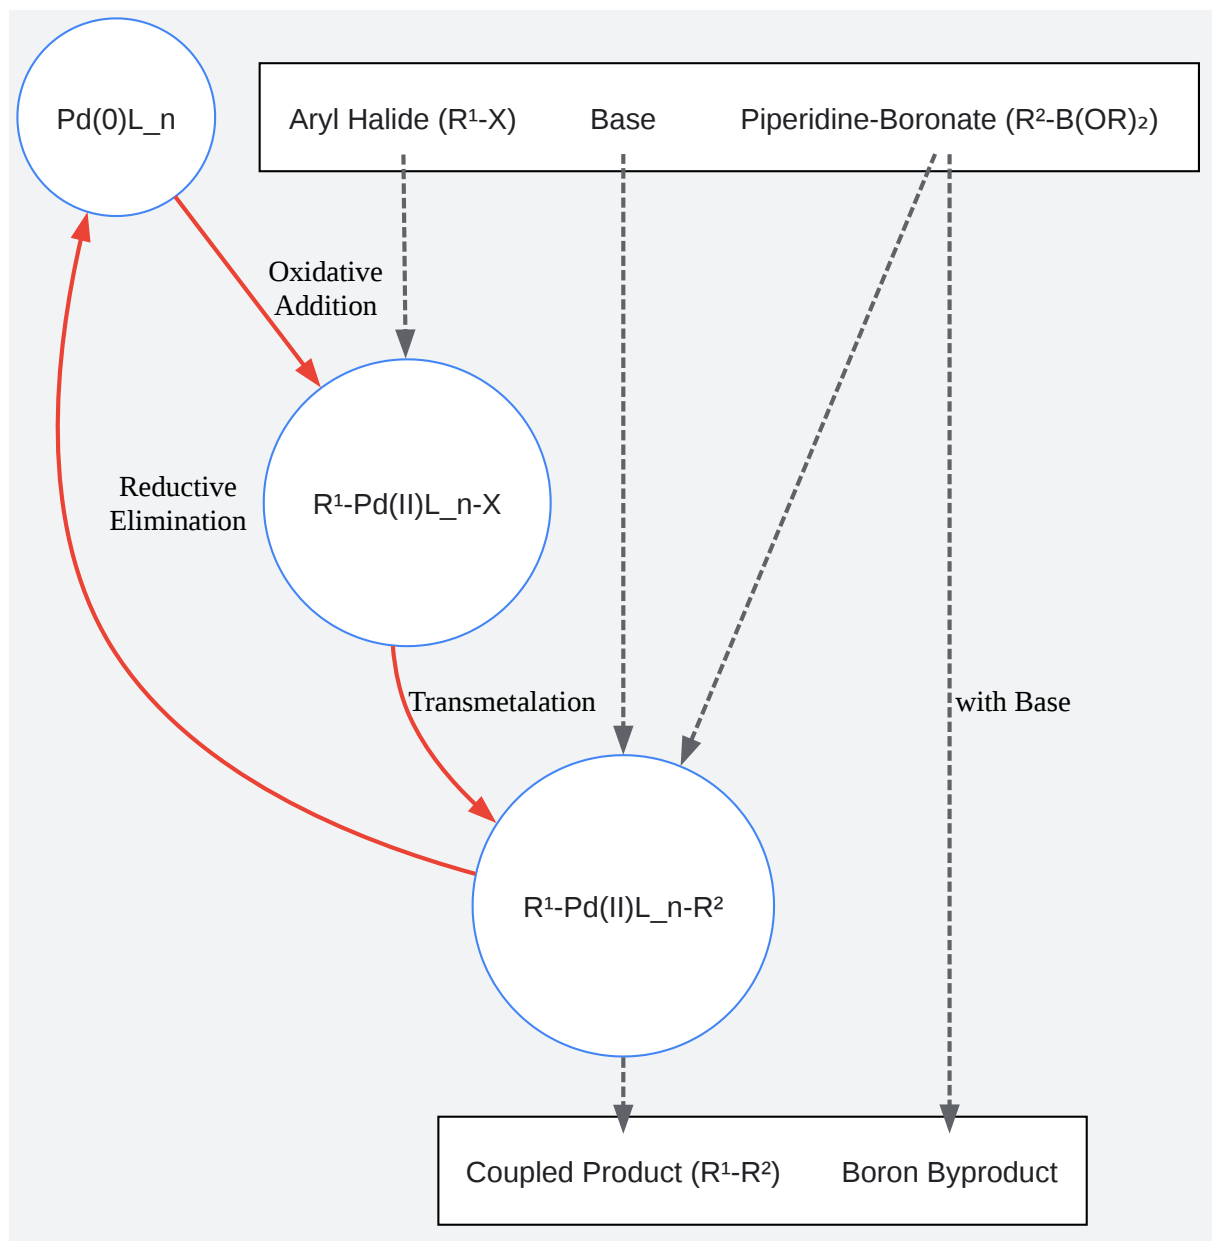 Pd(0)L_n
Aryl Halide (R¹-X)
Base
Piperidine-Boronate (R²-B(OR)₂)
Oxidative
Addition
Reductive
Elimination
R¹-Pd(II)L_n-X
Transmetalation
with Base
R¹-Pd(II)L_n-R²
Coupled Product (R¹-R²)
Boron Byproduct